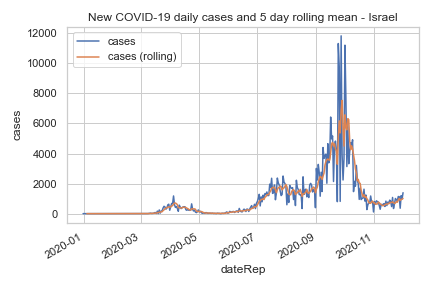 New COVID-19 daily cases and 5 day rolling mean - Israel
cases
cases (rolling)
12000
10000
8000
6000
4000
2000
0
cases
2020-01
2020-03
2020-05
2020-07
2020-09
2020-11
dateRep